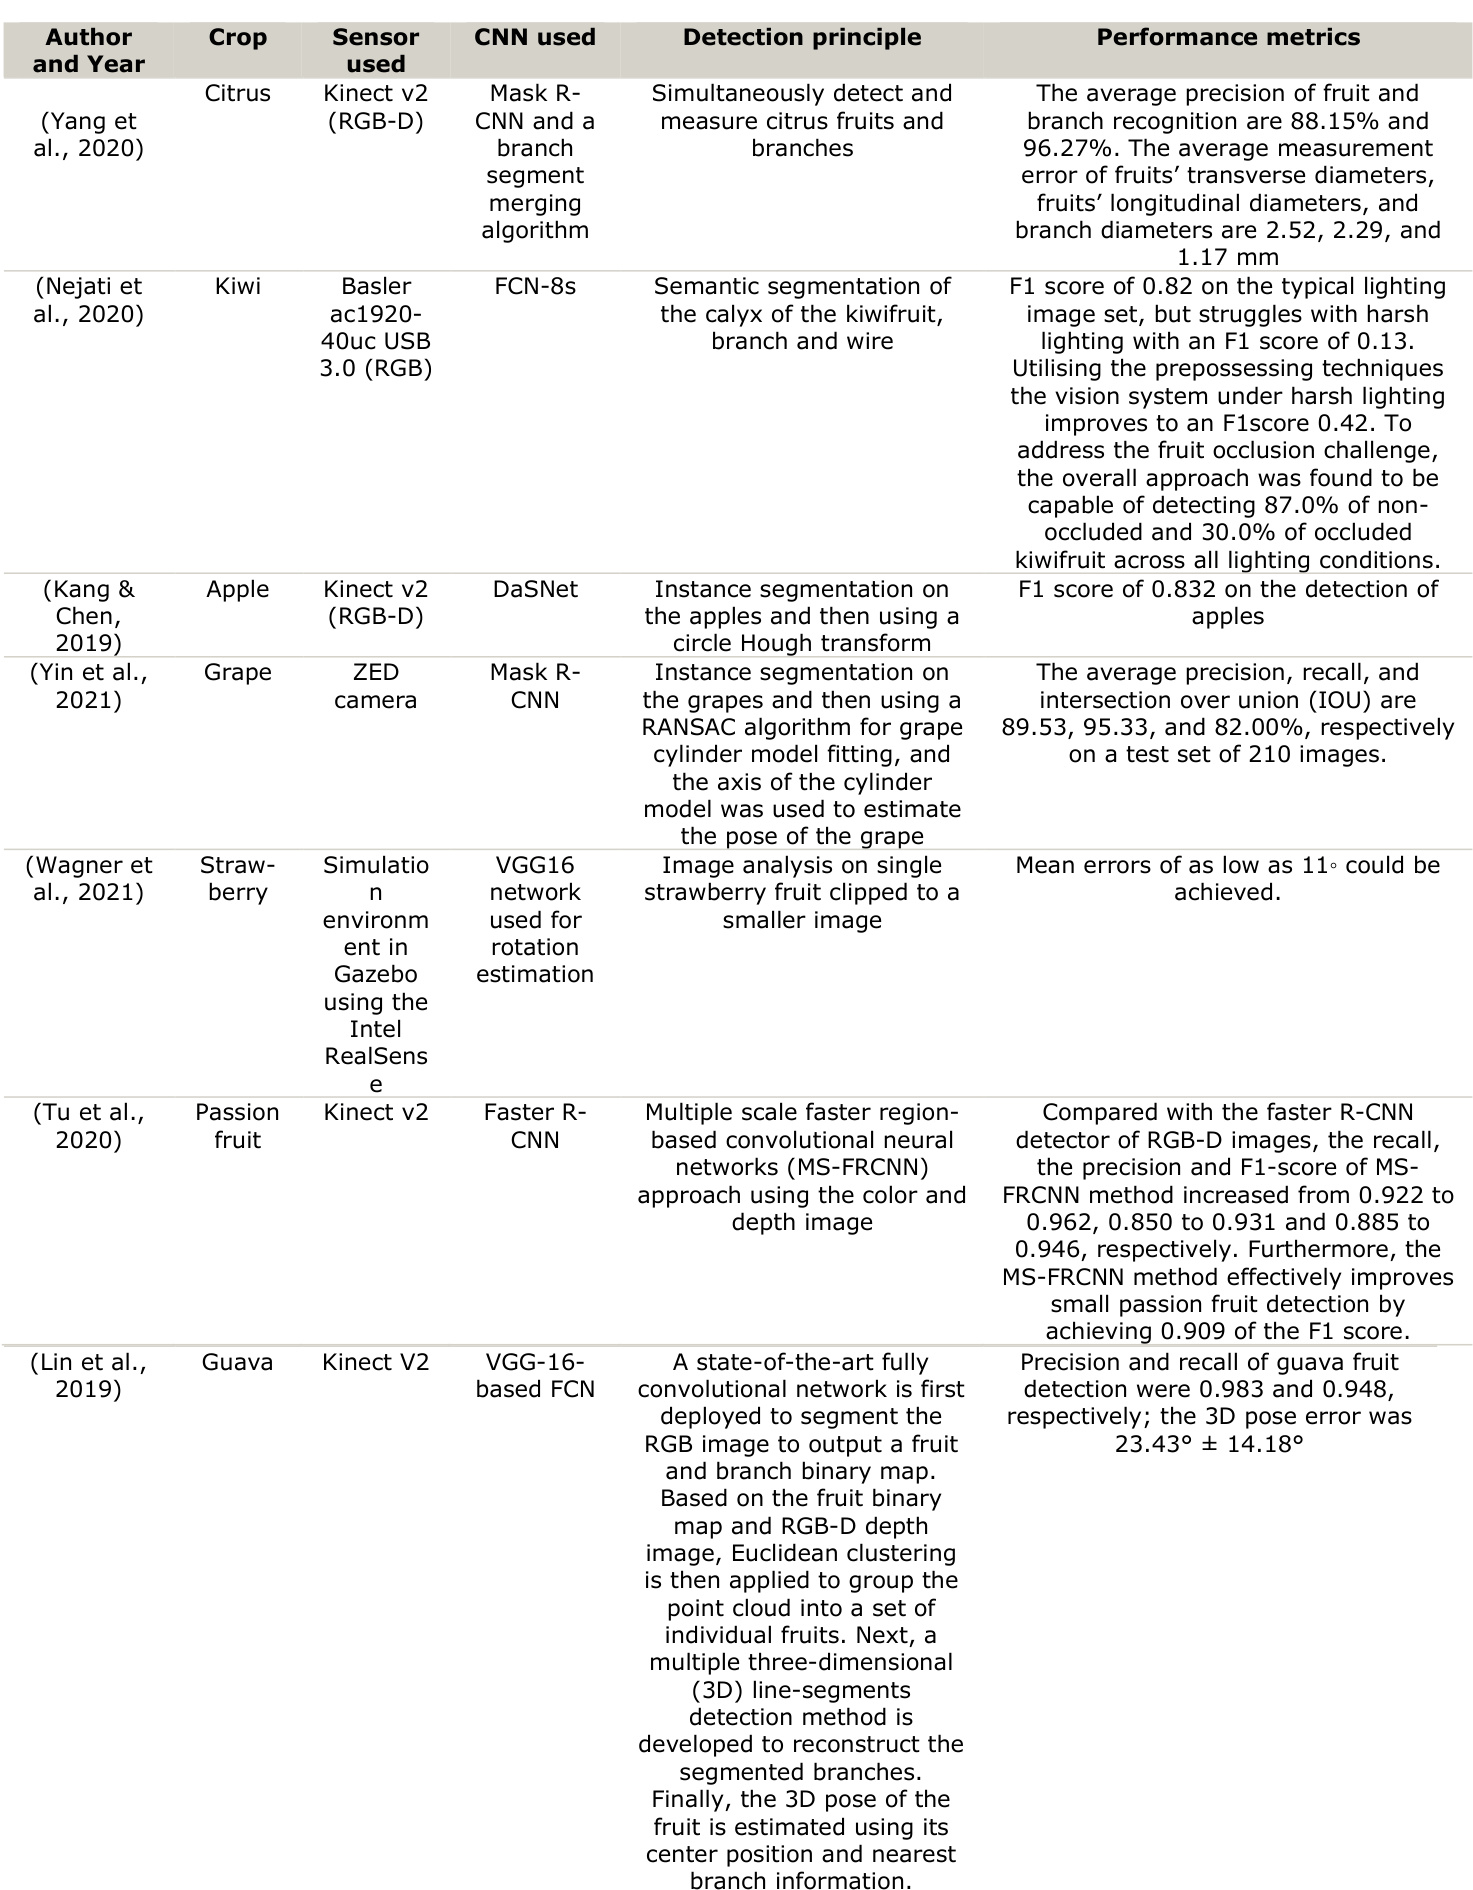 Author and Year
Crop
Sensor used
CNN used
Detection principle
Performance metrics
(Yang et
al., 2020)
Citrus
Kinect v2
(RGB-D)
Mask R-
CNN and a
branch
segment
merging
algorithm
Simultaneously detect and
measure citrus fruits and
branches
The average precision of fruit and
branch recognition are 88.15% and
96.27%. The average measurement
error of fruits’ transverse diameters,
fruits’ longitudinal diameters, and
branch diameters are 2.52, 2.29, and
1.17 mm
(Nejati et
al., 2020)
Kiwi
Basler
ac1920-
40uc USB
3.0 (RGB)
FCN-8s
Semantic segmentation of
the calyx of the kiwifruit,
branch and wire
F1 score of 0.82 on the typical lighting
image set, but struggles with harsh
lighting with an F1 score of 0.13.
Utilising the prepossessing techniques
the vision system under harsh lighting
improves to an F1score 0.42. To
address the fruit occlusion challenge,
the overall approach was found to be
capable of detecting 87.0% of non-
occluded and 30.0% of occluded
kiwifruit across all lighting conditions.
(Kang &
Chen,
2019)
Apple
Kinect v2
(RGB-D)
DaSNet
Instance segmentation on
the apples and then using a
circle Hough transform
F1 score of 0.832 on the detection of
apples
(Yin et al.,
2021)
Grape
ZED
camera
Mask R-
CNN
Instance segmentation on
the grapes and then using a
RANSAC algorithm for grape
cylinder model fitting, and
the axis of the cylinder
model was used to estimate
the pose of the grape
The average precision, recall, and
intersection over union (IOU) are
89.53, 95.33, and 82.00%, respectively
on a test set of 210 images.
(Wagner et
al., 2021)
Straw-
berry
Simulatio
n
environm
ent in
Gazebo
using the
Intel
RealSens
e
VGG16
network
used for
rotation
estimation
Image analysis on single
strawberry fruit clipped to a
smaller image
Mean errors of as low as 11◦ could be
achieved.
(Tu et al.,
2020)
Passion
fruit
Kinect v2
Faster R-
CNN
Multiple scale faster region-
based convolutional neural
networks (MS-FRCNN)
approach using the color and
depth image
Compared with the faster R-CNN
detector of RGB-D images, the recall,
the precision and F1-score of MS-
FRCNN method increased from 0.922 to
0.962, 0.850 to 0.931 and 0.885 to
0.946, respectively. Furthermore, the
MS-FRCNN method effectively improves
small passion fruit detection by
achieving 0.909 of the F1 score.
(Lin et al.,
2019)
Guava
Kinect V2
VGG-16-
based FCN
A state-of-the-art fully
convolutional network is first
deployed to segment the
RGB image to output a fruit
and branch binary map.
Based on the fruit binary
map and RGB-D depth
image, Euclidean clustering
is then applied to group the
point cloud into a set of
individual fruits. Next, a
multiple three-dimensional
(3D) line-segments
detection method is
developed to reconstruct the
segmented branches.
Finally, the 3D pose of the
fruit is estimated using its
center position and nearest
branch information.
Precision and recall of guava fruit
detection were 0.983 and 0.948,
respectively; the 3D pose error was
23.43° ± 14.18°